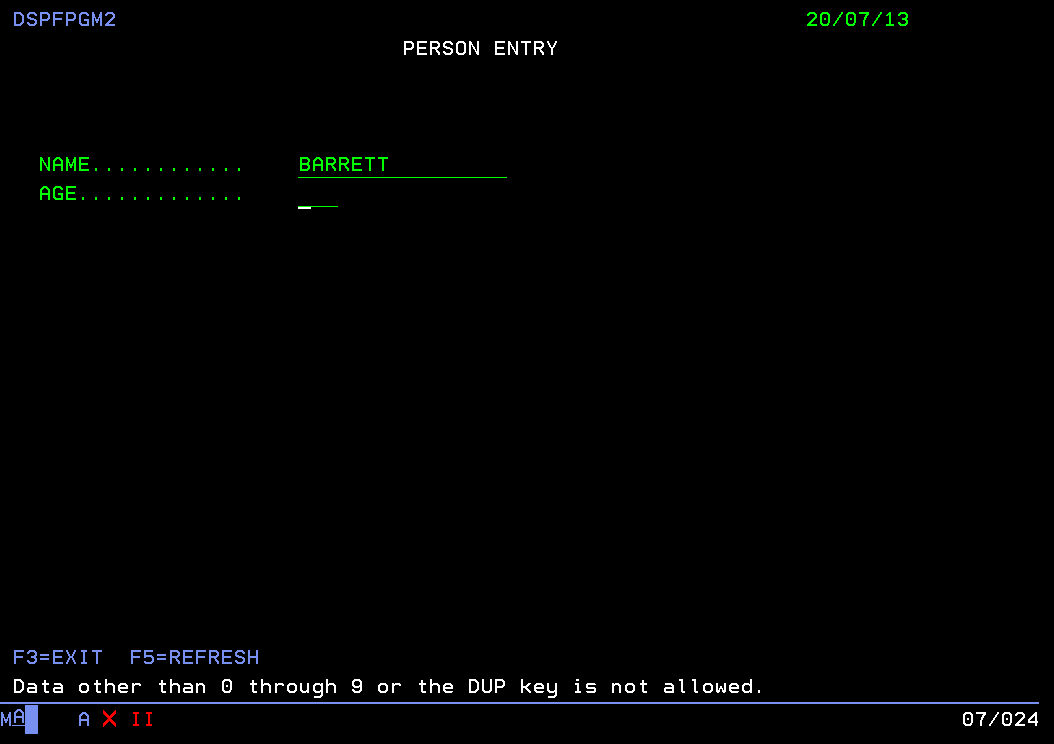 DSPFPGM2 20/07/13
PERSON ENTRY
NAME............ BARRETT
AGE.............
F3=EXIT F5=REFRESH
Data other than 0 through 9 or the DUP key is not allowed.
MA A X II 07/024